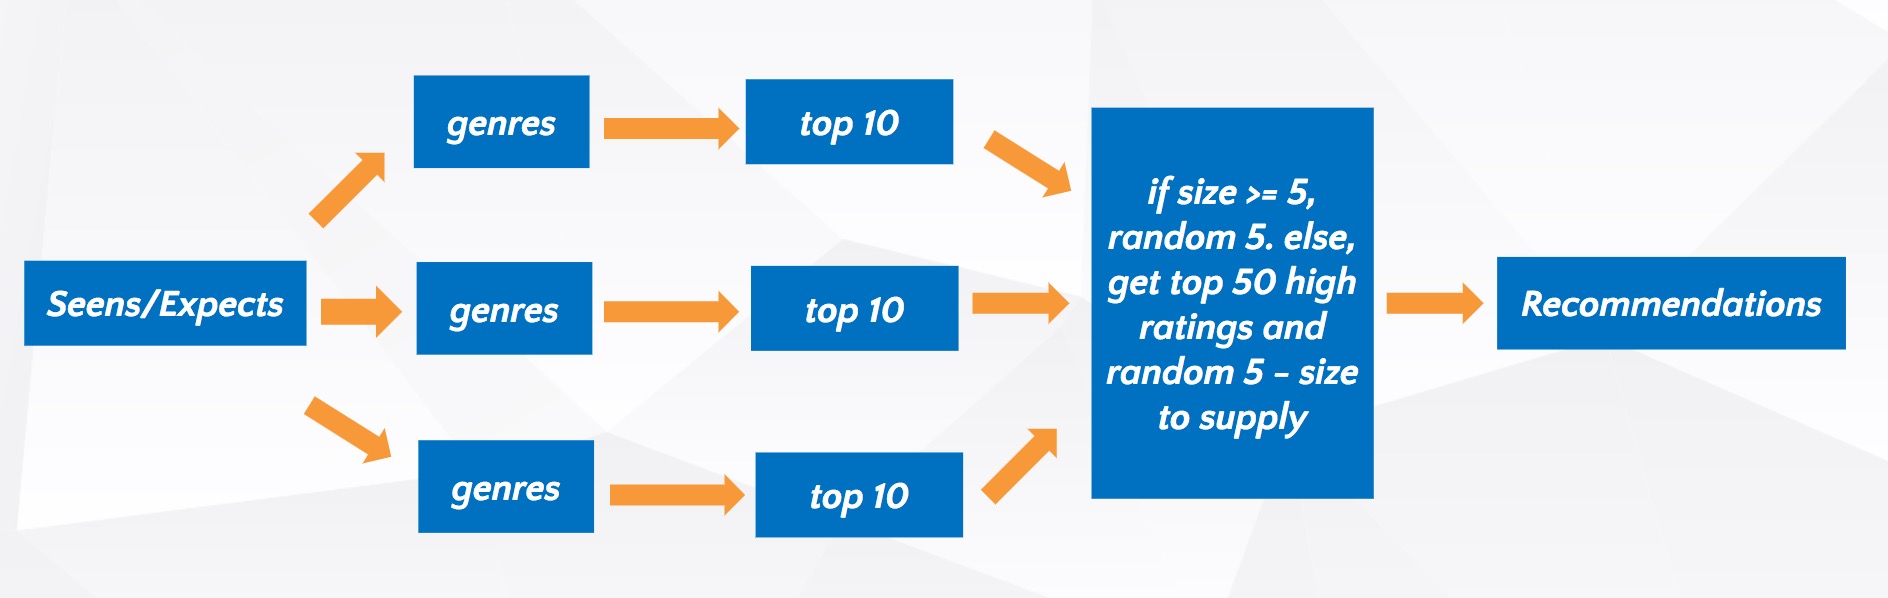 Seens/Expects
genres
top 10
genres
top 10
genres
top 10
if size >= 5,
random 5. else,
get top 50 high
ratings and
random 5 – size
to supply
Recommendations